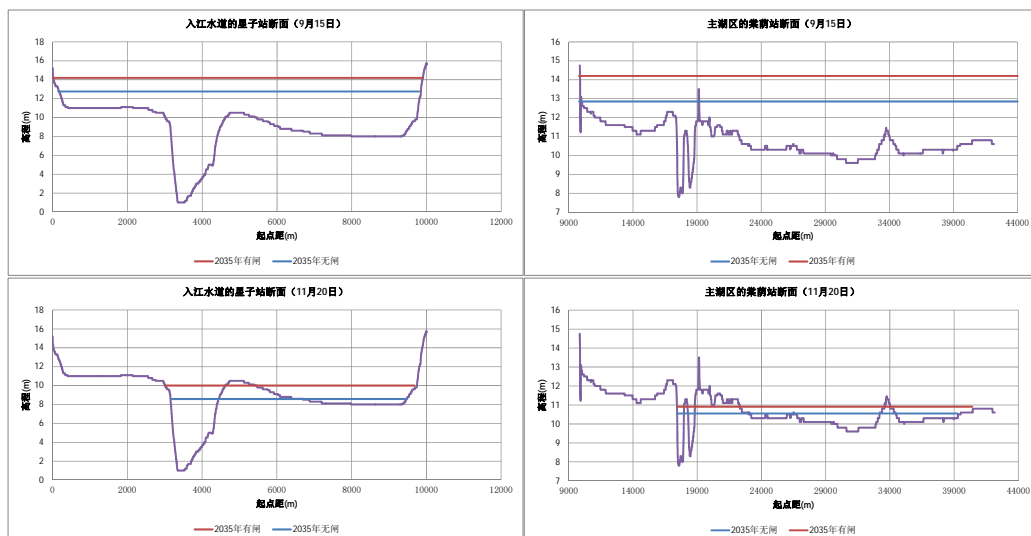 入江水道的星子站断面（9月15日）
高程(m)
18
16
14
12
10
8
6
4
2
0
0 2000 4000 6000 8000 10000 12000
起点距(m)
2035年有闸 2035年无闸
主湖区的棠荫站断面（9月15日）
高程(m)
16
15
14
13
12
11
10
9
8
7
9000 14000 19000 24000 29000 34000 39000 44000
起点距(m)
2035年无闸 2035年有闸
入江水道的星子站断面（11月20日）
高程(m)
18
16
14
12
10
8
6
4
2
0
0 2000 4000 6000 8000 10000 12000
起点距(m)
2035年有闸 2035年无闸
主湖区的棠荫站断面（11月20日）
高程(m)
16
15
14
13
12
11
10
9
8
7
6
5
9000 14000 19000 24000 29000 34000 39000 44000
起点距(m)
2035年无闸 2035年有闸